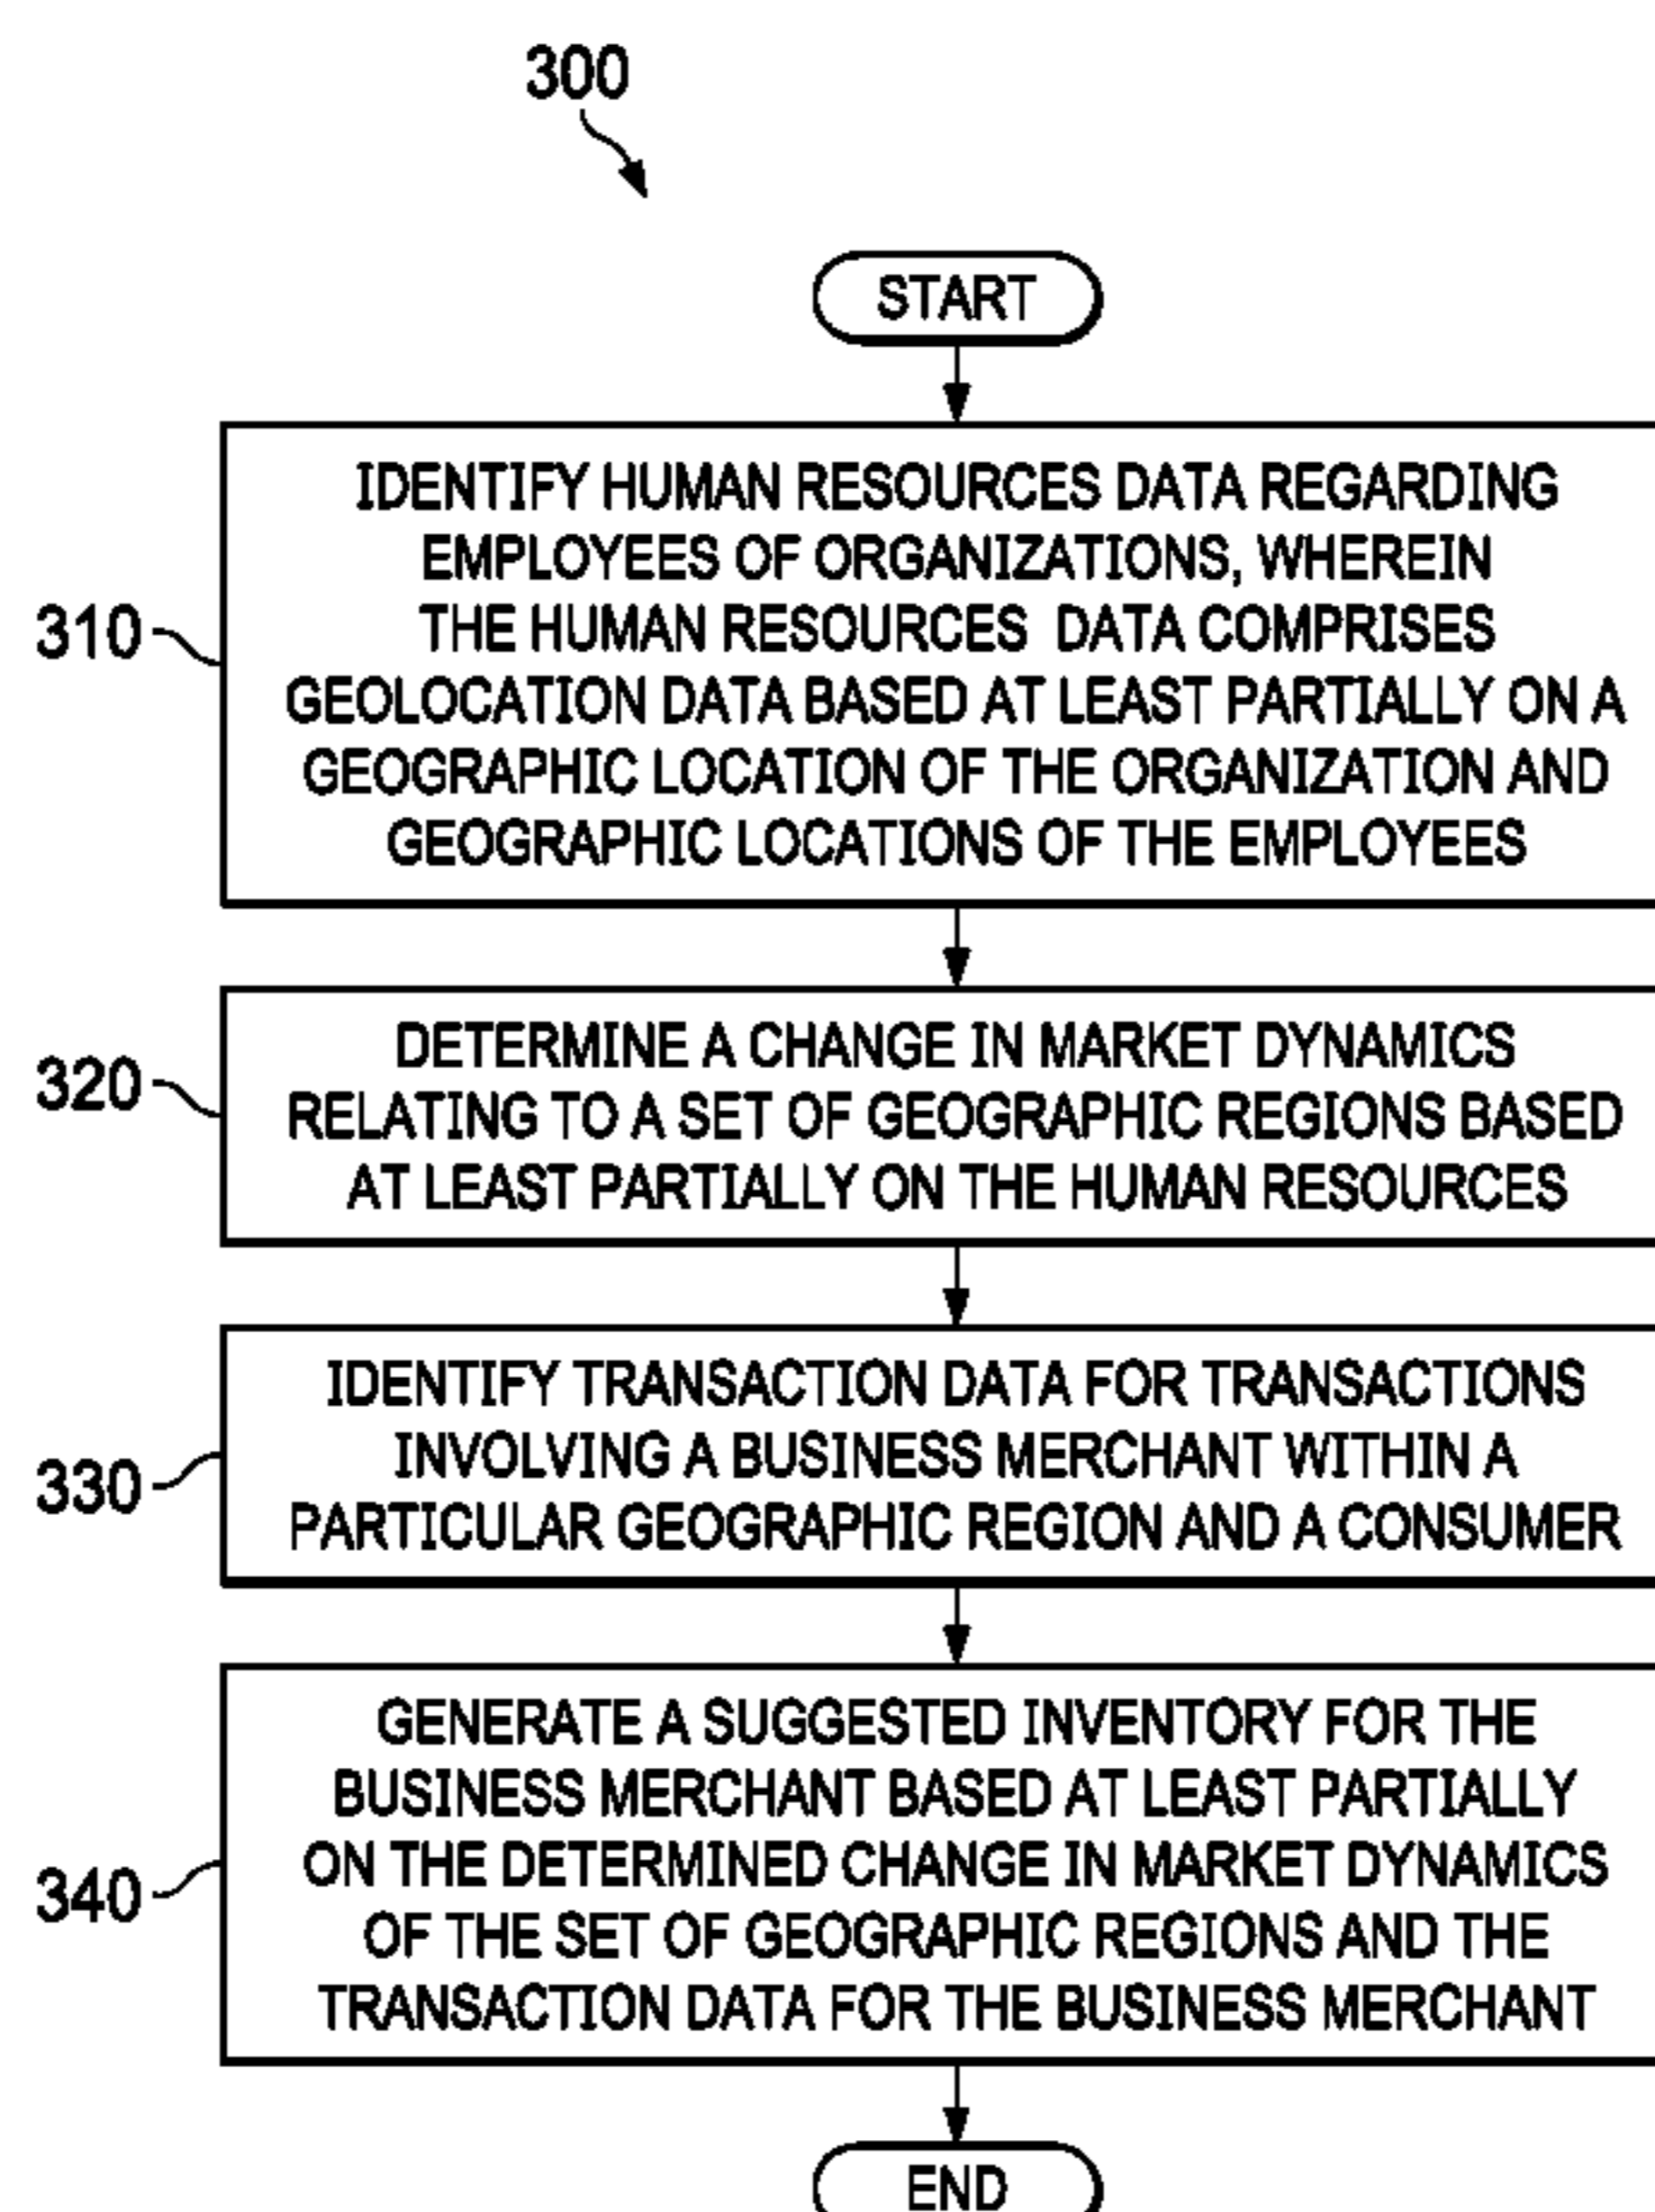 300
START
310
IDENTIFY HUMAN RESOURCES DATA REGARDING
EMPLOYEES OF ORGANIZATIONS, WHEREIN
THE HUMAN RESOURCES DATA COMPRISES
GEOLOCATION DATA BASED AT LEAST PARTIALLY ON A
GEOGRAPHIC LOCATION OF THE ORGANIZATION AND
GEOGRAPHIC LOCATIONS OF THE EMPLOYEES
320
DETERMINE A CHANGE IN MARKET DYNAMICS
RELATING TO A SET OF GEOGRAPHIC REGIONS BASED
AT LEAST PARTIALLY ON THE HUMAN RESOURCES
330
IDENTIFY TRANSACTION DATA FOR TRANSACTIONS
INVOLVING A BUSINESS MERCHANT WITHIN A
PARTICULAR GEOGRAPHIC REGION AND A CONSUMER
340
GENERATE A SUGGESTED INVENTORY FOR THE
BUSINESS MERCHANT BASED AT LEAST PARTIALLY
ON THE DETERMINED CHANGE IN MARKET DYNAMICS
OF THE SET OF GEOGRAPHIC REGIONS AND THE
TRANSACTION DATA FOR THE BUSINESS MERCHANT
END